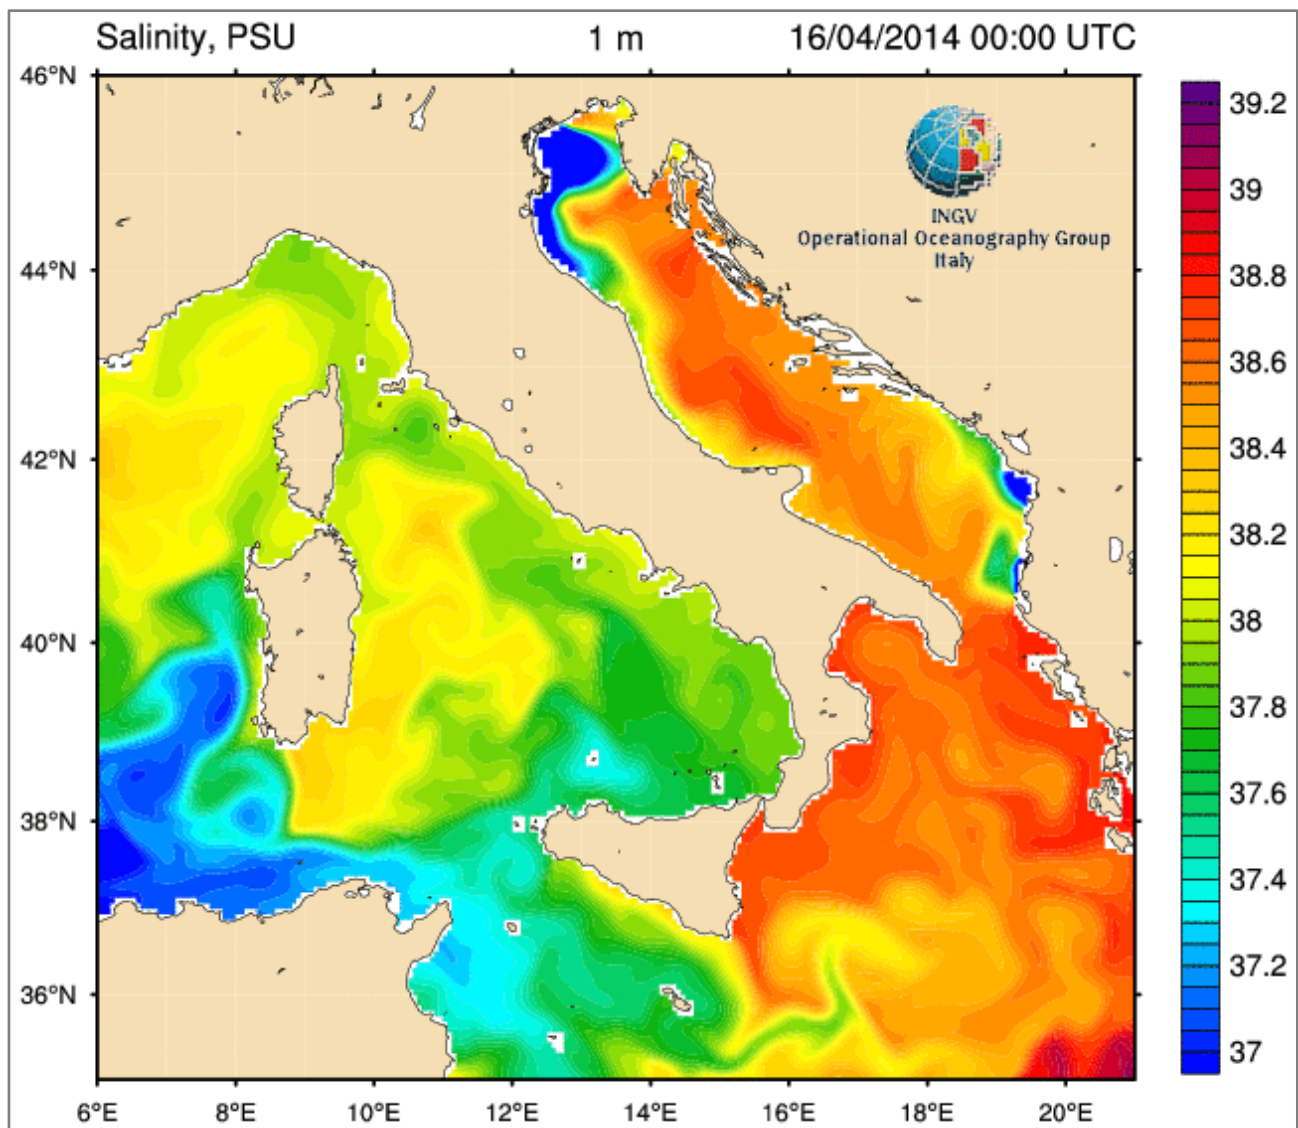 Salinity, PSU 1 m 16/04/2014 00:00 UTC
46°N
44°N
42°N
40°N
38°N
36°N
6°E 8°E 10°E 12°E 14°E 16°E 18°E 20°E
INGV
Operational Oceanography Group
Italy
39.2
39
38.8
38.6
38.4
38.2
38
37.8
37.6
37.4
37.2
37